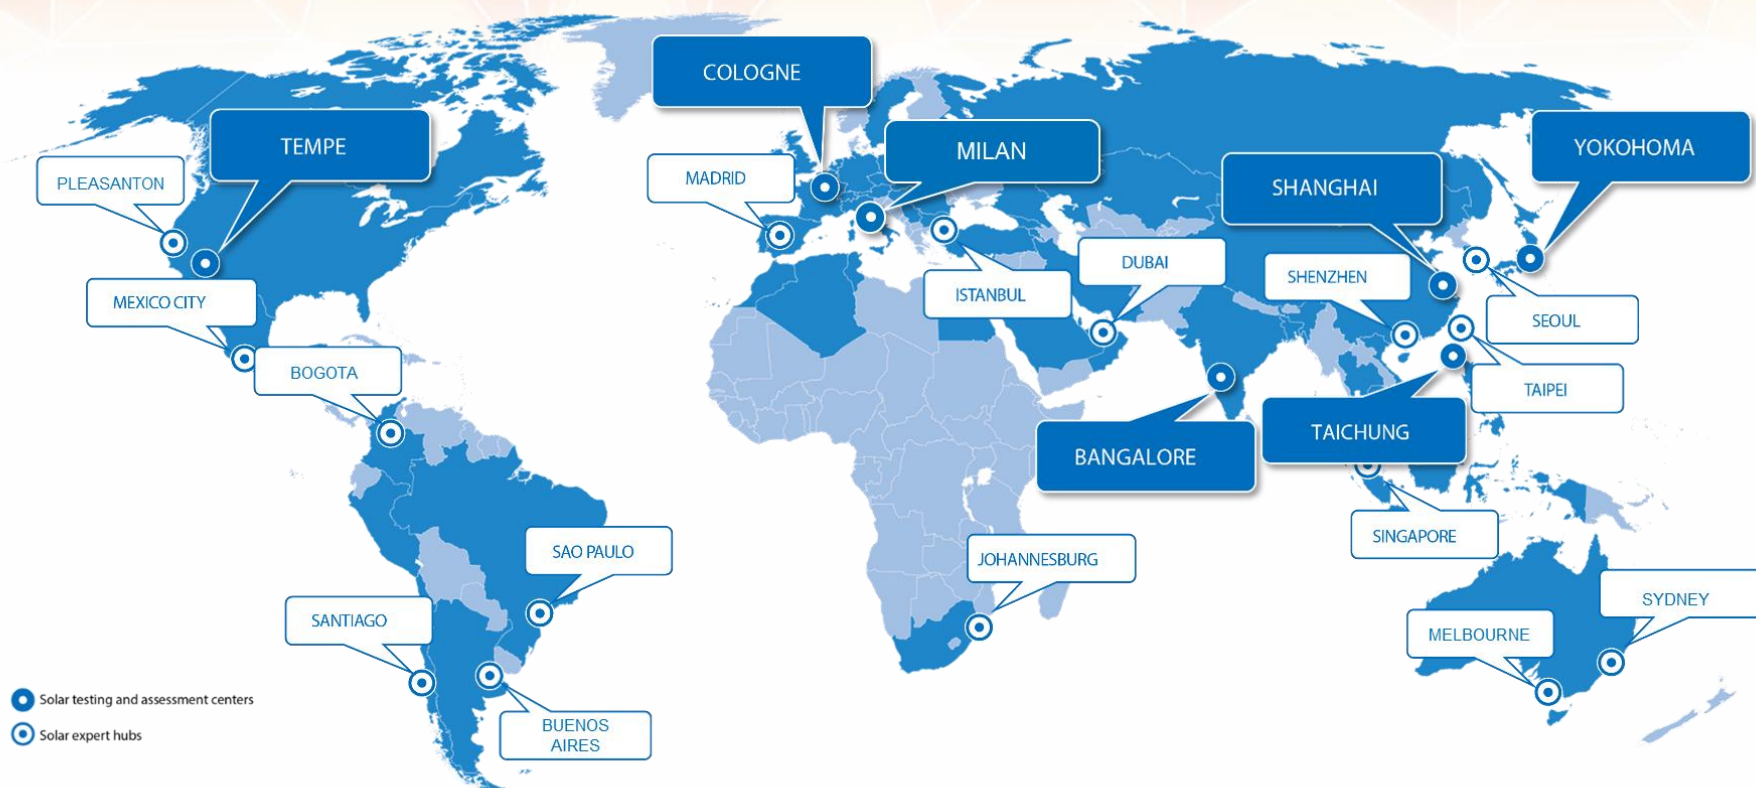 COLOGNE
TEMPE
MILAN
YOKOHOMA
PLEASANTON
MADRID
SHANGHAI
DUBAI
SHENZHEN
MEXICO CITY
ISTANBUL
SEOUL
BOGOTA
TAIPEI
TAICHUNG
BANGALORE
SINGAPORE
SAO PAULO
JOHANNESBURG
SYDNEY
SANTIAGO
MELBOURNE
Solar testing and assessment centers
BUENOS
AIRES
Solar expert hubs